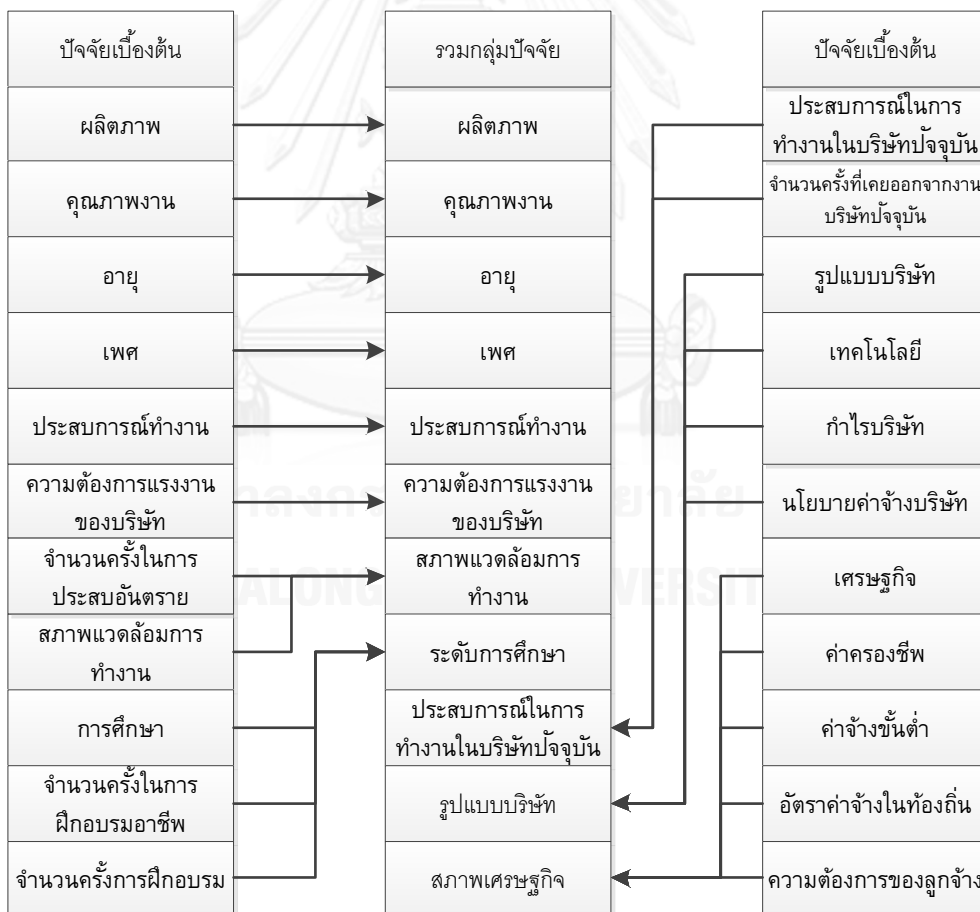 ปัจจัยเบื้องต้น
ผลิตภาพ
คุณภาพงาน
อายุ
เพศ
ประสบการณ์ทำงาน
ความต้องการแรงงาน
ของบริษัท
จำนวนครั้งในการ
ประสบอันตราย
สภาพแวดล้อมการ
ทำงาน
การศึกษา
จำนวนครั้งในการ
ฝึกอบรมอาชีพ
จำนวนครั้งการฝึกอบรม
รวมกลุ่มปัจจัย
ผลิตภาพ
คุณภาพงาน
อายุ
เพศ
ประสบการณ์ทำงาน
ความต้องการแรงงาน
ของบริษัท
สภาพแวดล้อมการ
ทำงาน
ระดับการศึกษา
ประสบการณ์ในการ
ทำงานในบริษัทปัจจุบัน
รูปแบบบริษัท
สภาพเศรษฐกิจ
ปัจจัยเบื้องต้น
ประสบการณ์ในการ
ทำงานในบริษัทปัจจุบัน
จำนวนครั้งที่เคยออกจากงาน
บริษัทปัจจุบัน
รูปแบบบริษัท
เทคโนโลยี
กำไรบริษัท
นโยบายค่าจ้างบริษัท
เศรษฐกิจ
ค่าครองชีพ
ค่าจ้างขั้นต่ำ
อัตราค่าจ้างในท้องถิ่น
ความต้องการของลูกจ้าง